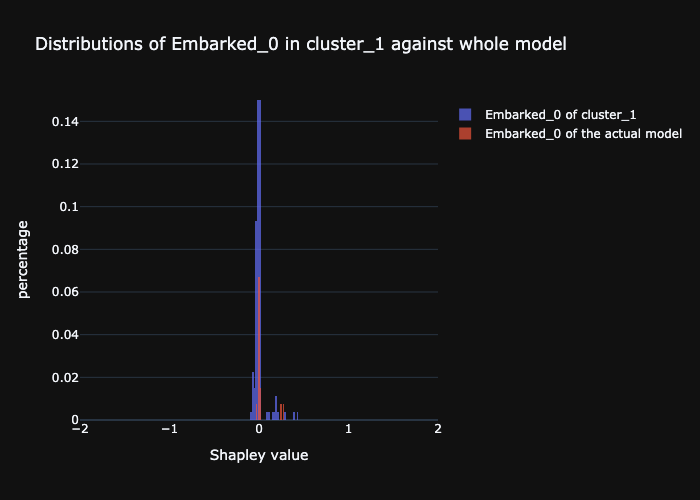 Distributions of Embarked_0 in cluster_1 against whole model
Embarked_0 of cluster_1
Embarked_0 of the actual model
percentage
0.14
0.12
0.1
0.08
0.06
0.04
0.02
0
−2
−1
0
1
2
Shapley value